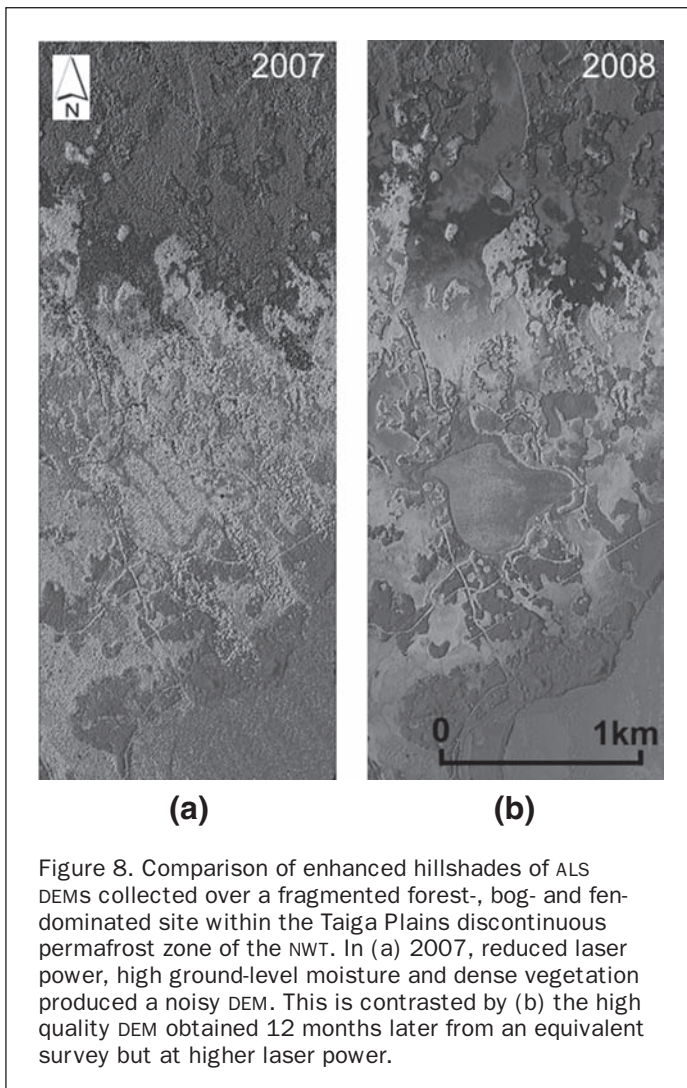 2007
2008
N
0 1km
(a)
(b)
Figure 8. Comparison of enhanced hillshades of ALS
DEMs collected over a fragmented forest-, bog- and fen-
dominated site within the Taiga Plains discontinuous
permafrost zone of the NWT. In (a) 2007, reduced laser
power, high ground-level moisture and dense vegetation
produced a noisy DEM. This is contrasted by (b) the high
quality DEM obtained 12 months later from an equivalent
survey but at higher laser power.